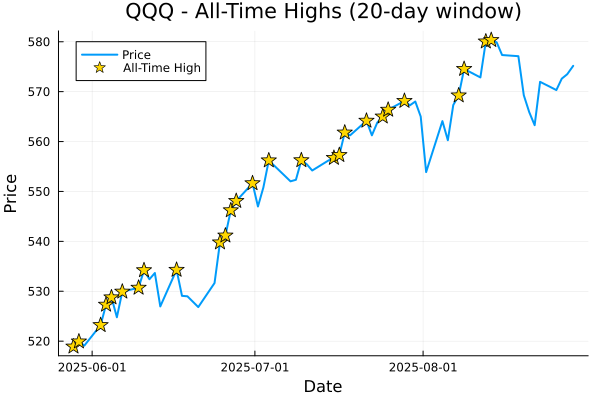 QQQ - All-Time Highs (20-day window)
Price
All-Time High
Price
580
570
560
550
540
530
520
2025-06-01
2025-07-01
2025-08-01
Date